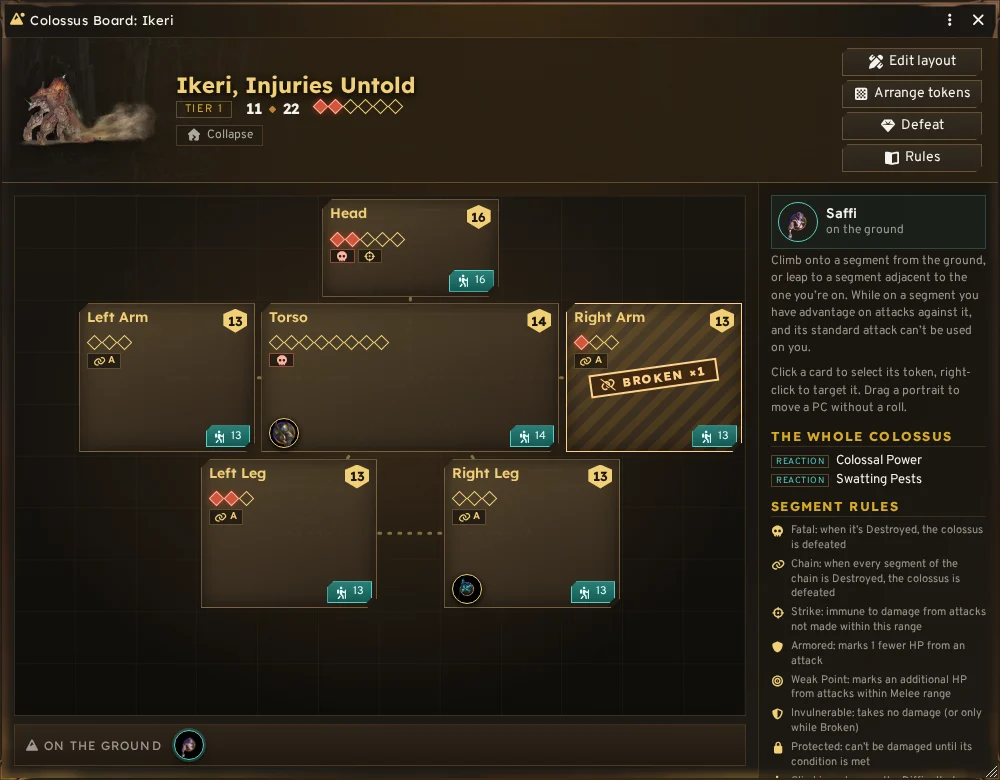 Colossus Board: Ikeri
Ikeri, Injuries Untold
TIER 1 11 22
Collapse
Edit layout
Arrange tokens
Defeat
Rules
Head
16
16
Left Arm
13
13
Torso
14
14
Right Arm
13
A
A
BROKEN ×1
13
Left Leg
13
A
13
Right Leg
13
A
13
ON THE GROUND
Saffi
on the ground
Climb onto a segment from the ground,
or leap to a segment adjacent to the
one you're on. While on a segment you
have advantage on attacks against it,
and its standard attack can't be used
on you.
Click a card to select its token, right-
click to target it. Drag a portrait to
move a PC without a roll.
THE WHOLE COLOSSUS
REACTION Colossal Power
REACTION Swatting Pests
SEGMENT RULES
Fatal: when it's Destroyed, the colossus
is defeated
Chain: when every segment of the
chain is Destroyed, the colossus is
defeated
Strike: immune to damage from attacks
not made within this range
Armored: marks 1 fewer HP from an
attack
Weak Point: marks an additional HP
from attacks within Melee range
Invulnerable: takes no damage (or only
while Broken)
Protected: can't be damaged until its
condition is met